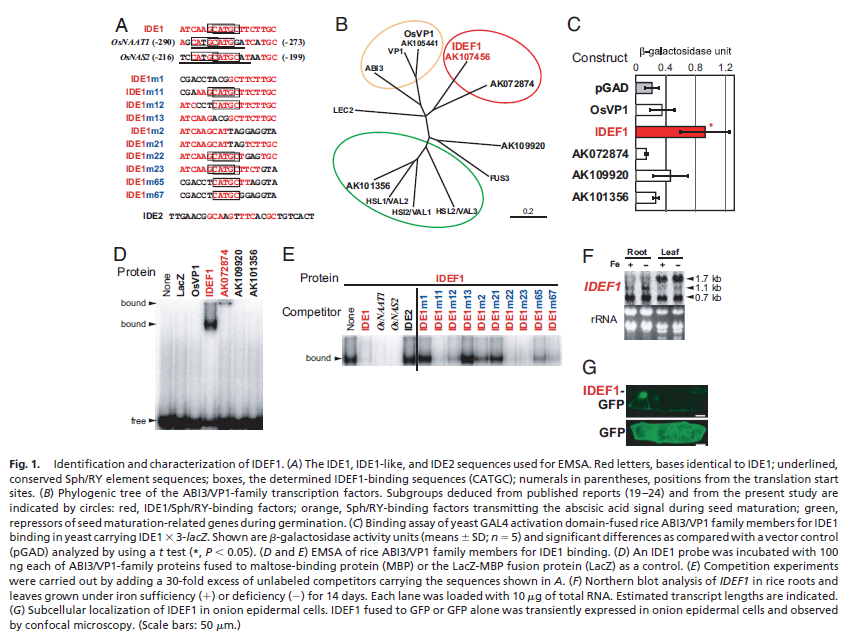 A
IDE1 ATCAAGCATGCTTCTTGC
OsNAAT1 (-290) AGCATGCATGGATCATGC (-273)
OsNAS2 (-216) TCCATGCATGCATAATGC (-199)
IDE1m1 CGACCTACGGCTTCTTGC
IDE1m11 CGAAAGCATGCTTCTTGC
IDE1m12 ATCCCTCATGCTTCTTGC
IDE1m13 ATCAAGACGGCTTCTTGC
IDE1m2 ATCAAGCATTAGGAGGTA
IDE1m21 ATCAAGCATTAGTCTTGC
IDE1m22 ATCAAGCATGCTGAGTGC
IDE1m23 ATCAAGCATGCTTCTGTA
IDE1m65 CGACCTCATGCTTAGGTA
IDE1m67 CGACCTCATGCGGAGGTA
IDE2 TTGAACGGCAAGTTTCACGCTGTCACT
B
OsVP1
AK105441
VP1
ABI3
IDEF1
AK107456
AK072874
LEC2
AK109920
FUS3
AK101356
HSL1/VAL2
HSI2/VAL1
HSL2/VAL3
0.2
C
β-galactosidase unit
Construct 0 0.4 0.8 1.2
pGAD
OsVP1
IDEF1 *
AK072874
AK109920
AK101356
D
Protein
None
LacZ
OsVP1
IDEF1
AK072874
AK109920
AK101356
bound
bound
free
E
Protein IDEF1
Competitor
None
IDE1
OsNAAT1
OsNAS2
IDE2
IDE1m1
IDE1m11
IDE1m12
IDE1m13
IDE1m2
IDE1m21
IDE1m22
IDE1m23
IDE1m65
IDE1m67
bound
F
Root Leaf
Fe + − + −
IDEF1
1.7 kb
1.1 kb
0.7 kb
rRNA
G
IDEF1-
GFP
GFP
Fig. 1. Identification and characterization of IDEF1. (A) The IDE1, IDE1-like, and IDE2 sequences used for EMSA. Red letters, bases identical to IDE1; underlined,
conserved Sph/RY element sequences; boxes, the determined IDEF1-binding sequences (CATGC); numerals in parentheses, positions from the translation start
sites. (B) Phylogenic tree of the ABI3/VP1-family transcription factors. Subgroups deduced from published reports (19–24) and from the present study are
indicated by circles: red, IDE1/Sph/RY-binding factors; orange, Sph/RY-binding factors transmitting the abscisic acid signal during seed maturation; green,
repressors of seed maturation-related genes during germination. (C) Binding assay of yeast GAL4 activation domain-fused rice ABI3/VP1 family members for IDE1
binding in yeast carrying IDE1 × 3-lacZ. Shown are β-galactosidase activity units (means ± SD; n = 5) and significant differences as compared with a vector control
(pGAD) analyzed by using a t test (*, P < 0.05). (D and E) EMSA of rice ABI3/VP1 family members for IDE1 binding. (D) An IDE1 probe was incubated with 100
ng each of ABI3/VP1-family proteins fused to maltose-binding protein (MBP) or the LacZ-MBP fusion protein (LacZ) as a control. (E) Competition experiments
were carried out by adding a 30-fold excess of unlabeled competitors carrying the sequences shown in A. (F) Northern blot analysis of IDEF1 in rice roots and
leaves grown under iron sufficiency (+) or deficiency (−) for 14 days. Each lane was loaded with 10 μg of total RNA. Estimated transcript lengths are indicated.
(G) Subcellular localization of IDEF1 in onion epidermal cells. IDEF1 fused to GFP or GFP alone was transiently expressed in onion epidermal cells and observed
by confocal microscopy. (Scale bars: 50 μm.)